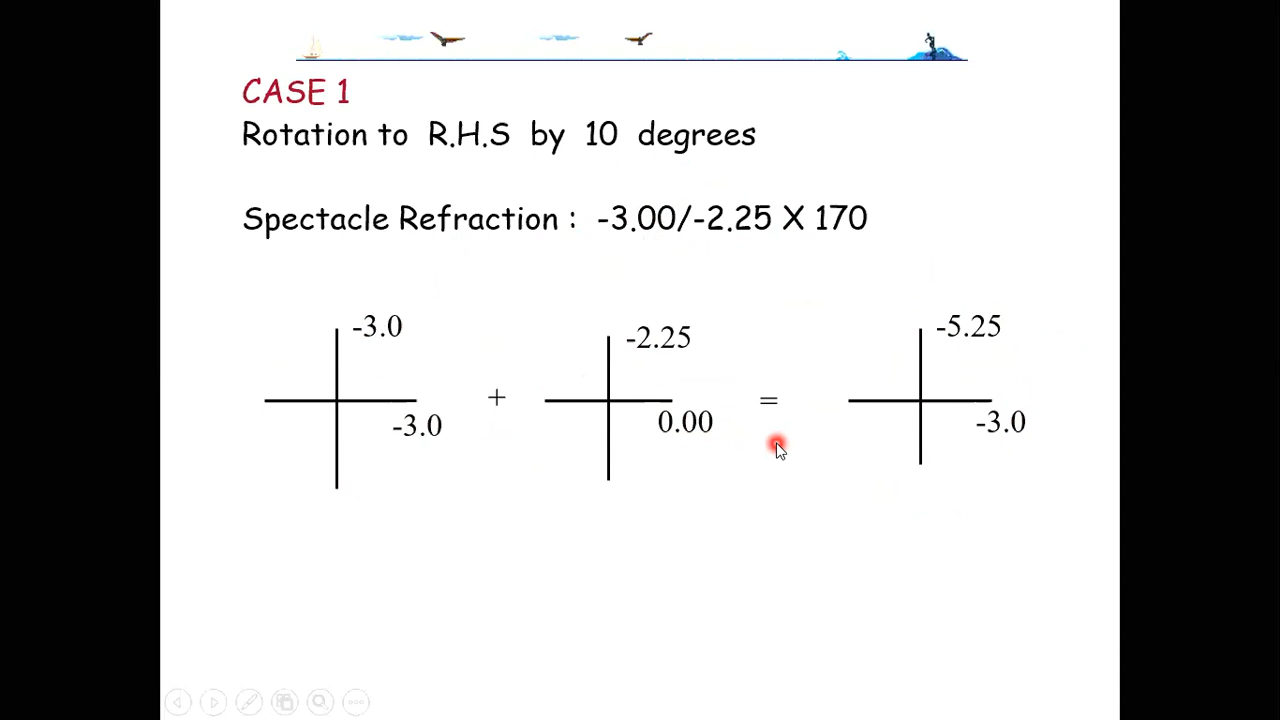 CASE 1
Rotation to R.H.S by 10 degrees
Spectacle Refraction : -3.00/-2.25 X 170
-3.0
-3.0
+
-2.25
0.00
=
-5.25
-3.0